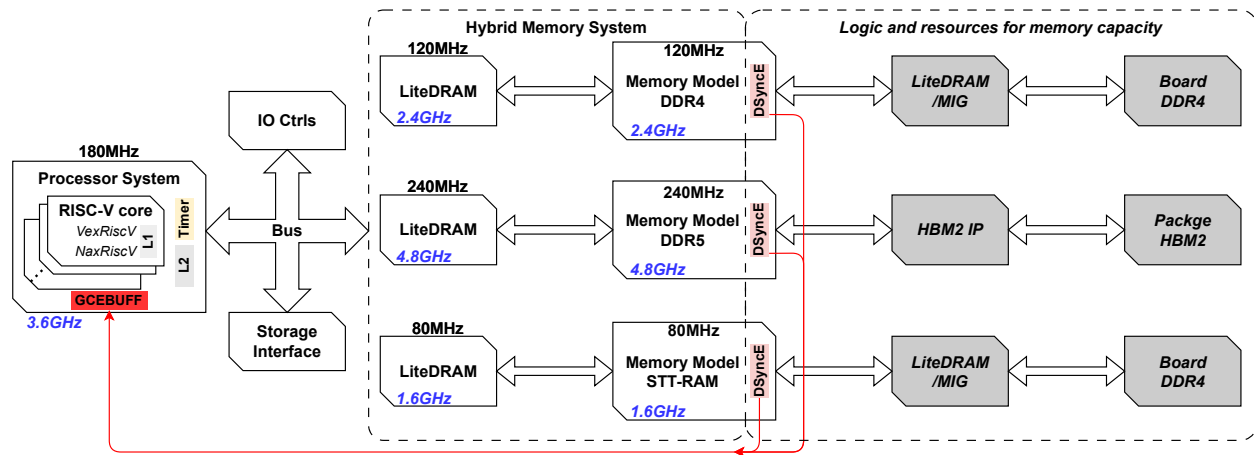 Hybrid Memory System
Logic and resources for memory capacity
120MHz
LiteDRAM
2.4GHz
120MHz
Memory Model
DDR4
DSyncE
2.4GHz
LiteDRAM
/MIG
Board
DDR4
IO Ctrls
180MHz
Processor System
RISC-V core
VexRiscV
NaxRiscV
L1
Timer
L2
...
GCEBUFF
3.6GHz
Bus
240MHz
LiteDRAM
4.8GHz
240MHz
Memory Model
DDR5
DSyncE
4.8GHz
HBM2 IP
Packge
HBM2
Storage
Interface
80MHz
LiteDRAM
1.6GHz
80MHz
Memory Model
STT-RAM
DSyncE
1.6GHz
LiteDRAM
/MIG
Board
DDR4